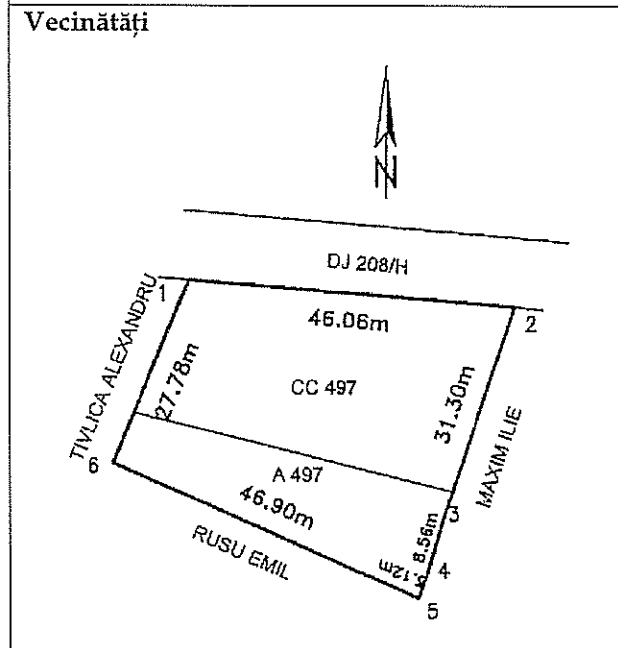 Vecinătăți
N
DJ 208/H
1
46.06m
2
TIVLICA ALEXANDRU
27.78m
CC 497
31.30m
MAXIM ILIE
6
A 497
46.90m
3
RUSU EMIL
8.56m
4
5